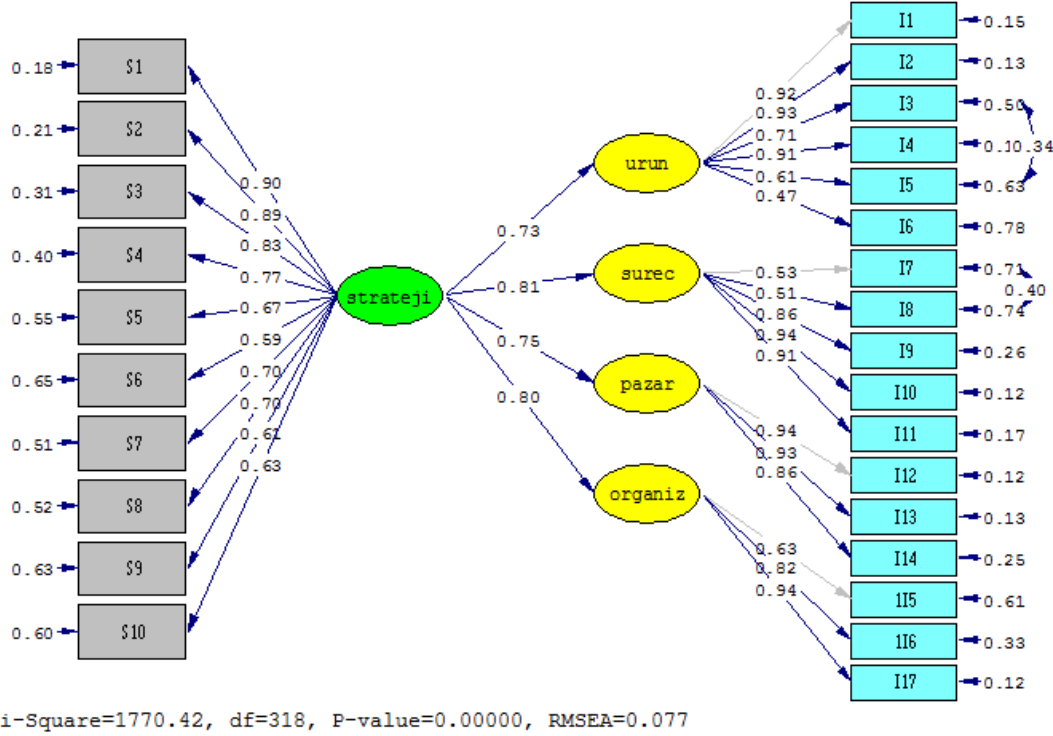 0.18 S1
0.21 S2
0.31 S3
0.40 S4
0.55 S5
0.65 S6
0.51 S7
0.52 S8
0.63 S9
0.60 S10
0.90
0.89
0.83
0.77
0.67
0.59
0.70
0.70
0.61
0.63
strateji
0.73
0.81
0.75
0.80
urun
surec
pazar
organiz
0.92
0.93
0.71
0.91
0.61
0.47
0.53
0.51
0.86
0.94
0.91
0.94
0.93
0.86
0.63
0.82
0.94
I1 0.15
I2 0.13
I3 0.50
I4 0.10
0.34
I5 0.63
I6 0.78
I7 0.71
0.40
I8 0.74
I9 0.26
I10 0.12
I11 0.17
I12 0.12
I13 0.13
I14 0.25
1I5 0.61
1I6 0.33
I17 0.12
i-Square=1770.42, df=318, P-value=0.00000, RMSEA=0.077